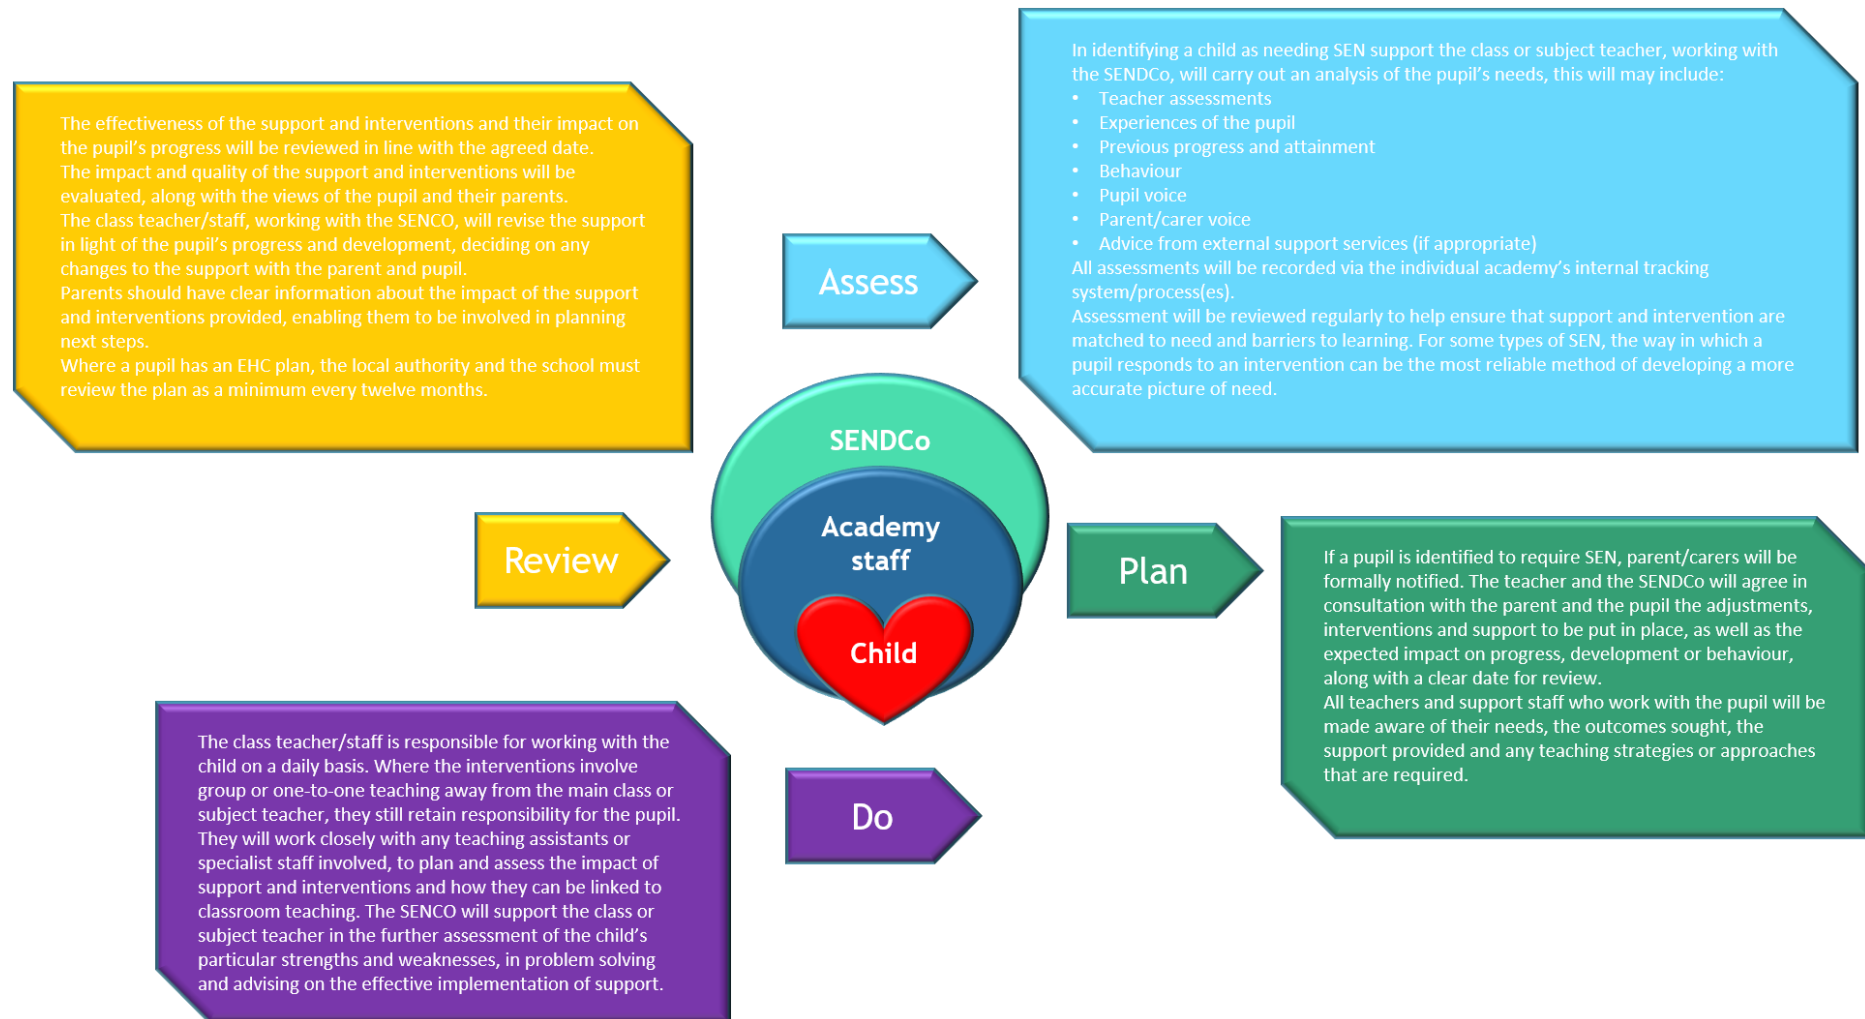 In identifying a child as needing SEN support the class or subject teacher, working with
the SENDCo, will carry out an analysis of the pupil’s needs, this will may include:
• Teacher assessments
• Experiences of the pupil
• Previous progress and attainment
• Behaviour
• Pupil voice
• Parent/carer voice
• Advice from external support services (if appropriate)
All assessments will be recorded via the individual academy’s internal tracking
system/process(es).
Assessment will be reviewed regularly to help ensure that support and intervention are
matched to need and barriers to learning. For some types of SEN, the way in which a
pupil responds to an intervention can be the most reliable method of developing a more
accurate picture of need.
The effectiveness of the support and interventions and their impact on
the pupil’s progress will be reviewed in line with the agreed date.
The impact and quality of the support and interventions will be
evaluated, along with the views of the pupil and their parents.
The class teacher/staff, working with the SENCO, will revise the support
in light of the pupil’s progress and development, deciding on any
changes to the support with the parent and pupil.
Parents should have clear information about the impact of the support
and interventions provided, enabling them to be involved in planning
next steps.
Where a pupil has an EHC plan, the local authority and the school must
review the plan as a minimum every twelve months.
Assess
SENDCo
Academy
staff
Child
Review
Plan
If a pupil is identified to require SEN, parent/carers will be
formally notified. The teacher and the SENDCo will agree in
consultation with the parent and the pupil the adjustments,
interventions and support to be put in place, as well as the
expected impact on progress, development or behaviour,
along with a clear date for review.
All teachers and support staff who work with the pupil will be
made aware of their needs, the outcomes sought, the
support provided and any teaching strategies or approaches
that are required.
The class teacher/staff is responsible for working with the
child on a daily basis. Where the interventions involve
group or one-to-one teaching away from the main class or
subject teacher, they still retain responsibility for the pupil.
They will work closely with any teaching assistants or
specialist staff involved, to plan and assess the impact of
support and interventions and how they can be linked to
classroom teaching. The SENCO will support the class or
subject teacher in the further assessment of the child’s
particular strengths and weaknesses, in problem solving
and advising on the effective implementation of support.
Do